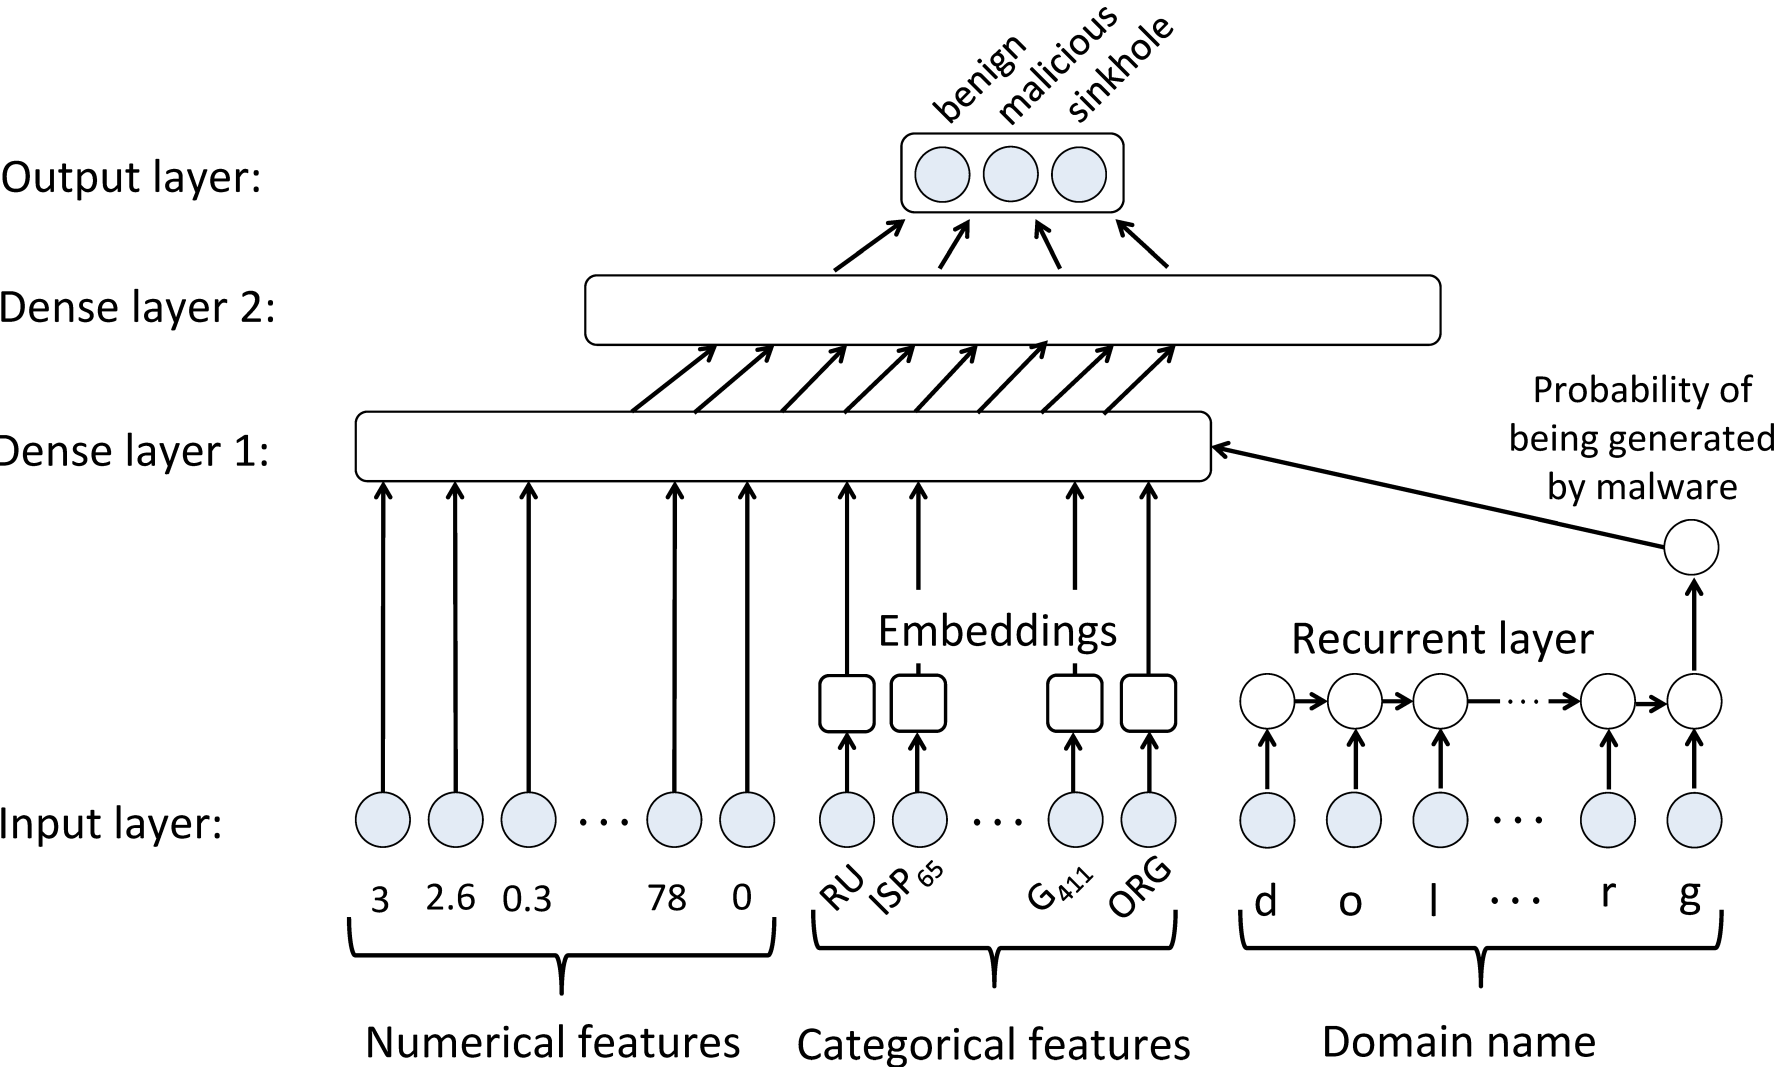 benign
malicious
sinkhole
Output layer:
Dense layer 2:
Dense layer 1:
Probability of
being generated
by malware
Embeddings
Recurrent layer
...
Input layer:
... ... ...
3 2.6 0.3 78 0
RU ISP65 G411 ORG
d o l ... r g
Numerical features
Categorical features
Domain name